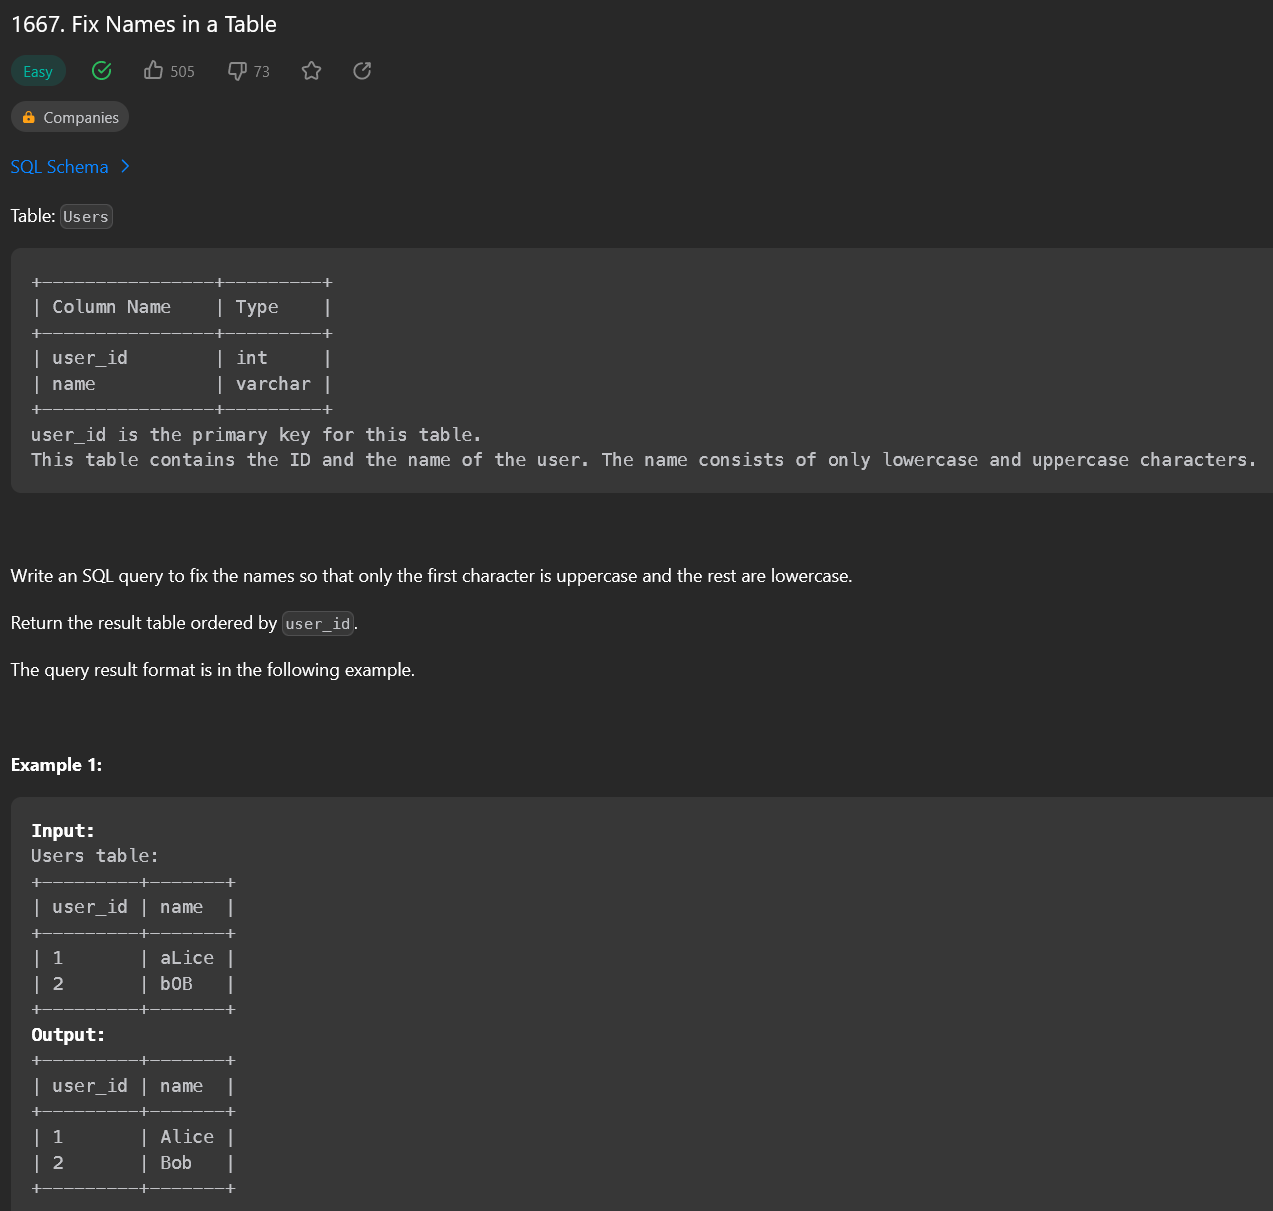 1667. Fix Names in a Table
Easy 505 73
Companies
SQL Schema >
Table: Users
+----------------+---------+
| Column Name    | Type    |
+----------------+---------+
| user_id        | int     |
| name           | varchar |
+----------------+---------+
user_id is the primary key for this table.
This table contains the ID and the name of the user. The name consists of only lowercase and uppercase characters.
Write an SQL query to fix the names so that only the first character is uppercase and the rest are lowercase.
Return the result table ordered by user_id.
The query result format is in the following example.
Example 1:
Input:
Users table:
+---------+-------+
| user_id | name  |
+---------+-------+
| 1       | aLice |
| 2       | bOB   |
+---------+-------+
Output:
+---------+-------+
| user_id | name  |
+---------+-------+
| 1       | Alice |
| 2       | Bob   |
+---------+-------+